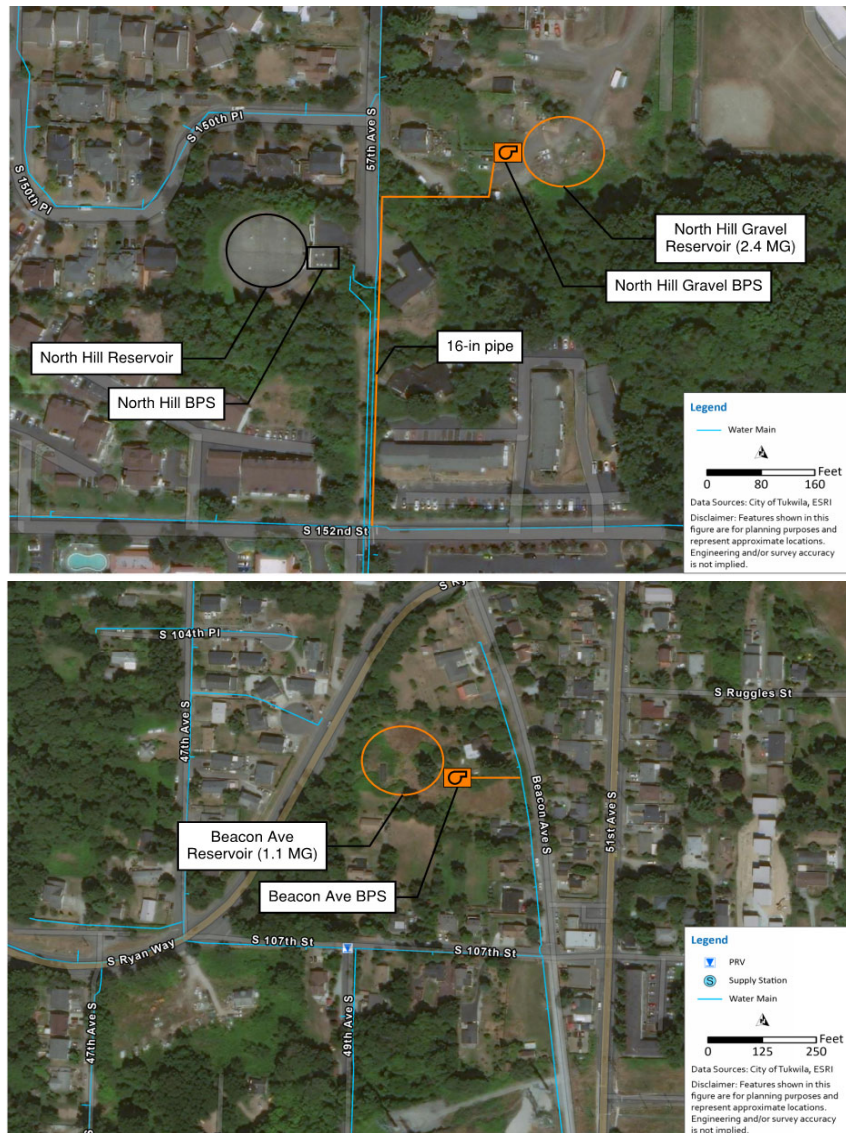 S 150th Pl
S 150th Pl
57th Ave S
North Hill Gravel
Reservoir (2.4 MG)
North Hill Gravel BPS
North Hill Reservoir
16-in pipe
North Hill BPS
S 152nd St
Legend
Water Main
0 80 160 Feet
Data Sources: City of Tukwila, ESRI
Disclaimer: Features shown in this
figure are for planning purposes and
represent approximate locations.
Engineering and/or survey accuracy
is not implied.
S 104th Pl
47th Ave S
S Ruggles St
Beacon Ave S
51st Ave S
Beacon Ave
Reservoir (1.1 MG)
Beacon Ave BPS
S Ryan Way
S 107th St
S 107th St
47th Ave S
49th Ave S
Legend
PRV
S Supply Station
Water Main
0 125 250 Feet
Data Sources: City of Tukwila, ESRI
Disclaimer: Features shown in this
figure are for planning purposes and
represent approximate locations.
Engineering and/or survey accuracy
is not implied.